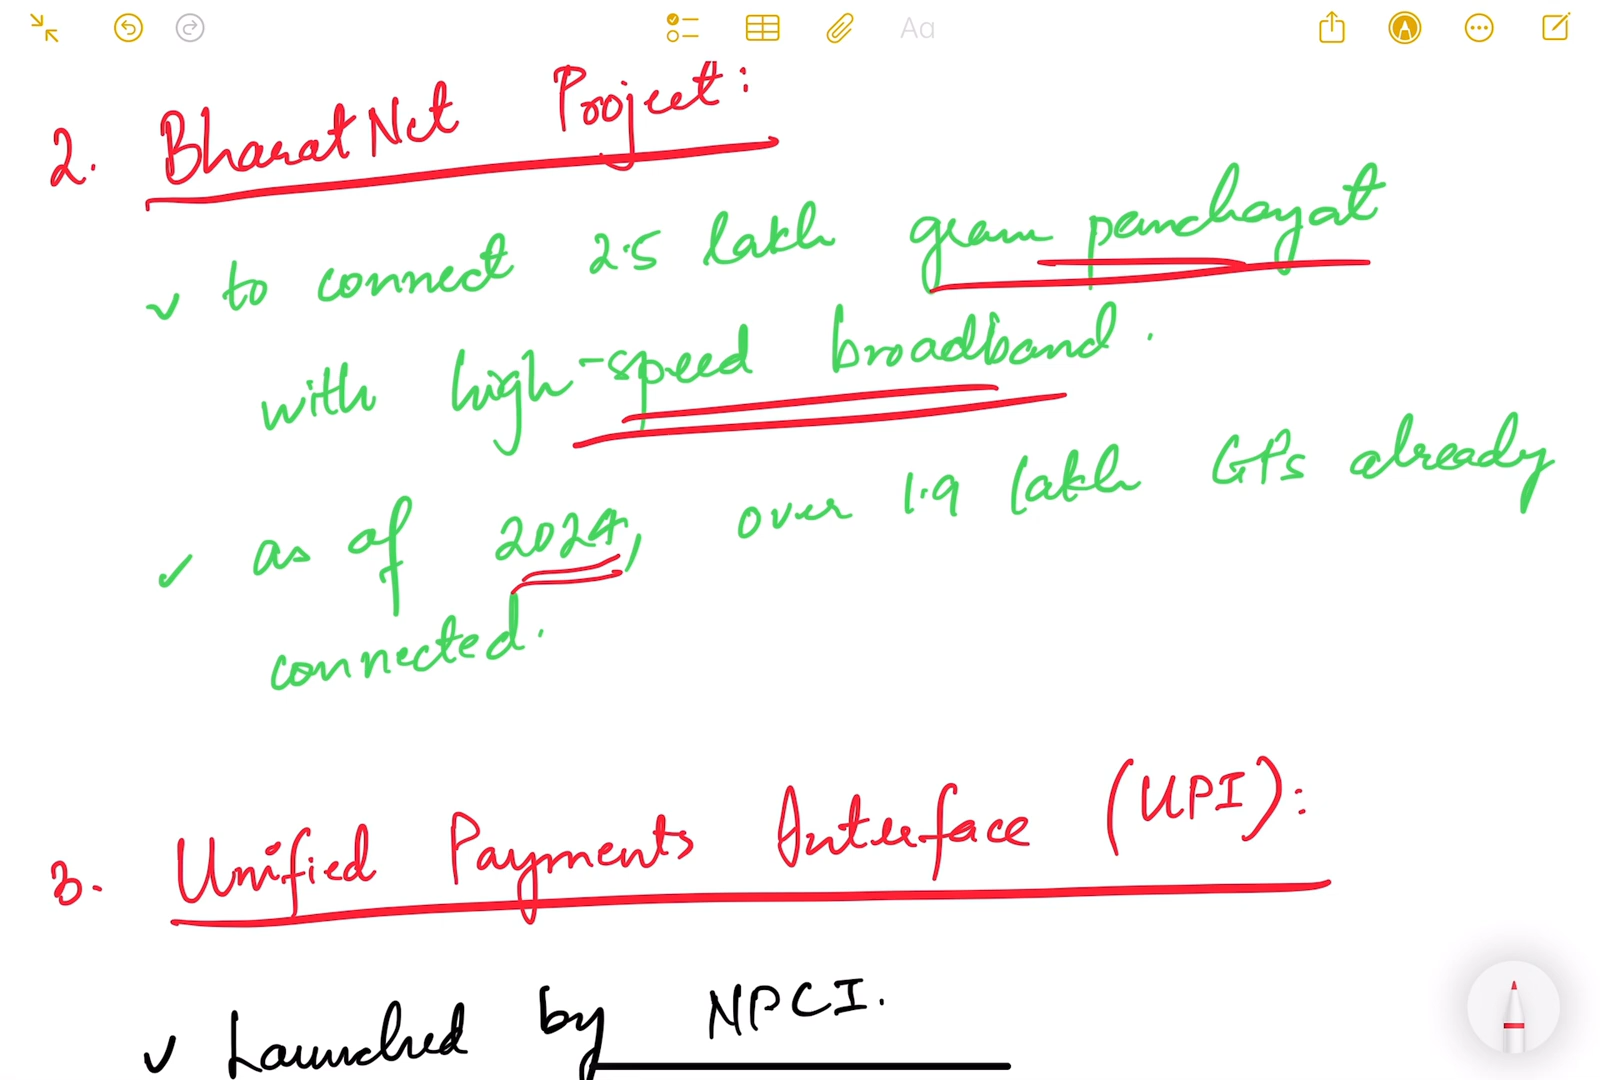 Aa
2. BharatNet Project:
✓ to connect 2.5 lakh gram panchayat
with high-speed broadband.
✓ as of 2024, over 1.9 lakh GPs already
connected.
3. Unified Payments Interface (UPI):
✓ Launched by NPCI.